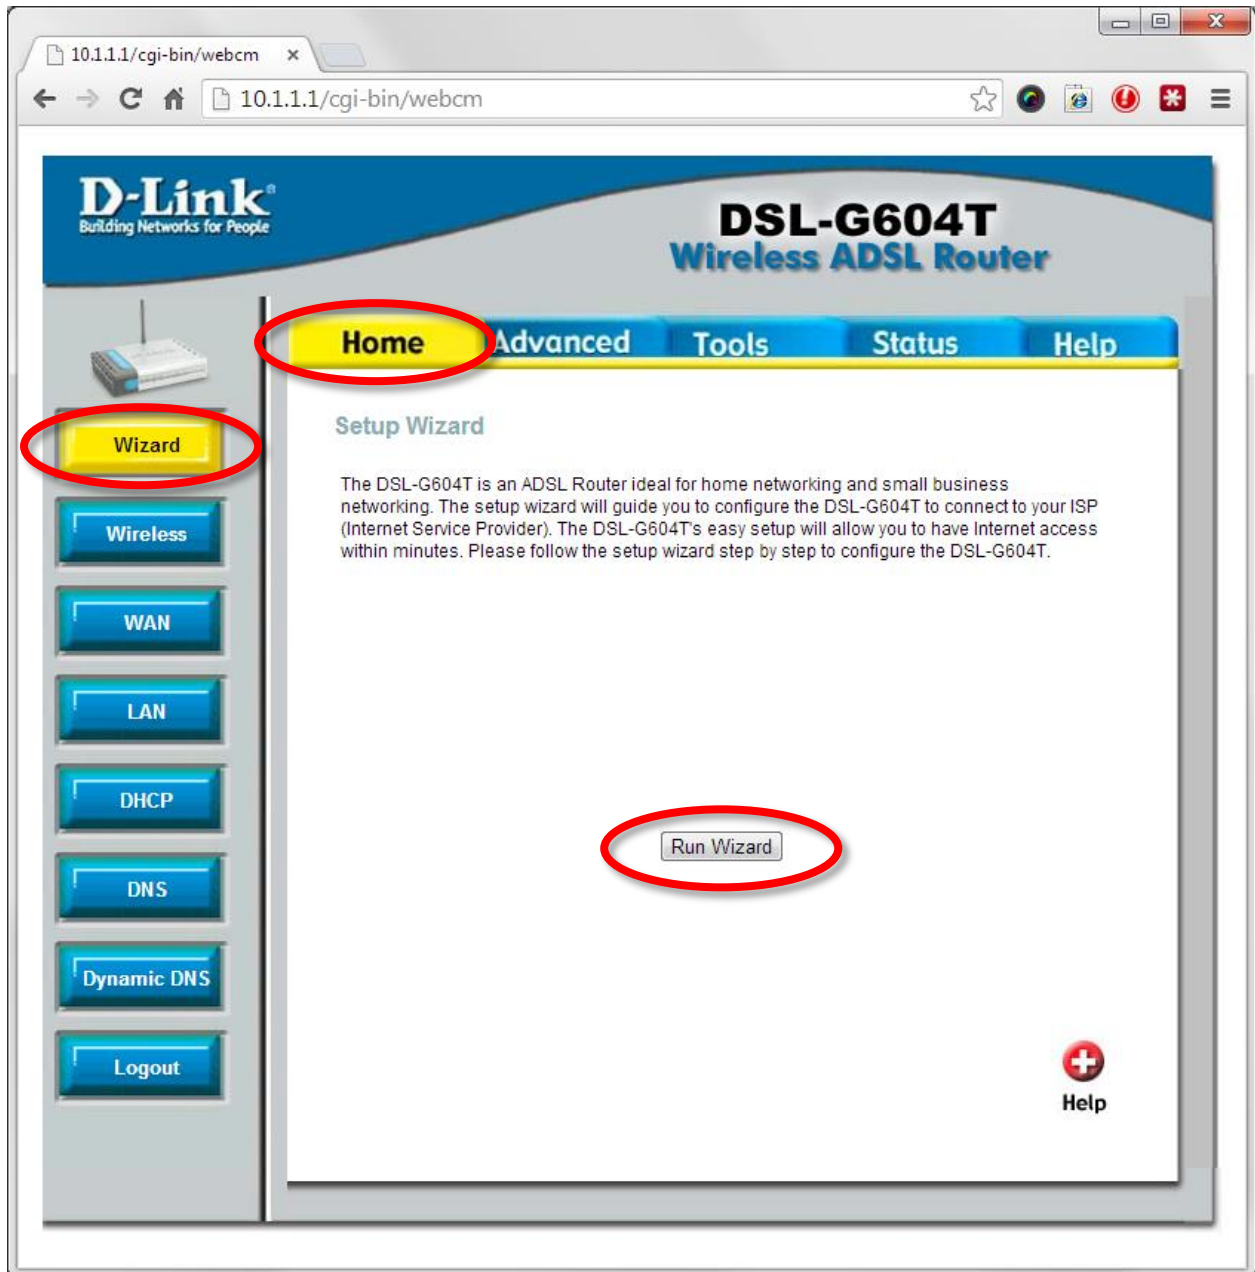 10.1.1.1/cgi-bin/webcm
10.1.1.1/cgi-bin/webcm
D-Link®
Building Networks for People
DSL-G604T
Wireless ADSL Router
Home Advanced Tools Status Help
Wizard
Wireless
WAN
LAN
DHCP
DNS
Dynamic DNS
Logout
Setup Wizard
The DSL-G604T is an ADSL Router ideal for home networking and small business
networking. The setup wizard will guide you to configure the DSL-G604T to connect to your ISP
(Internet Service Provider). The DSL-G604T's easy setup will allow you to have Internet access
within minutes. Please follow the setup wizard step by step to configure the DSL-G604T.
Run Wizard
Help